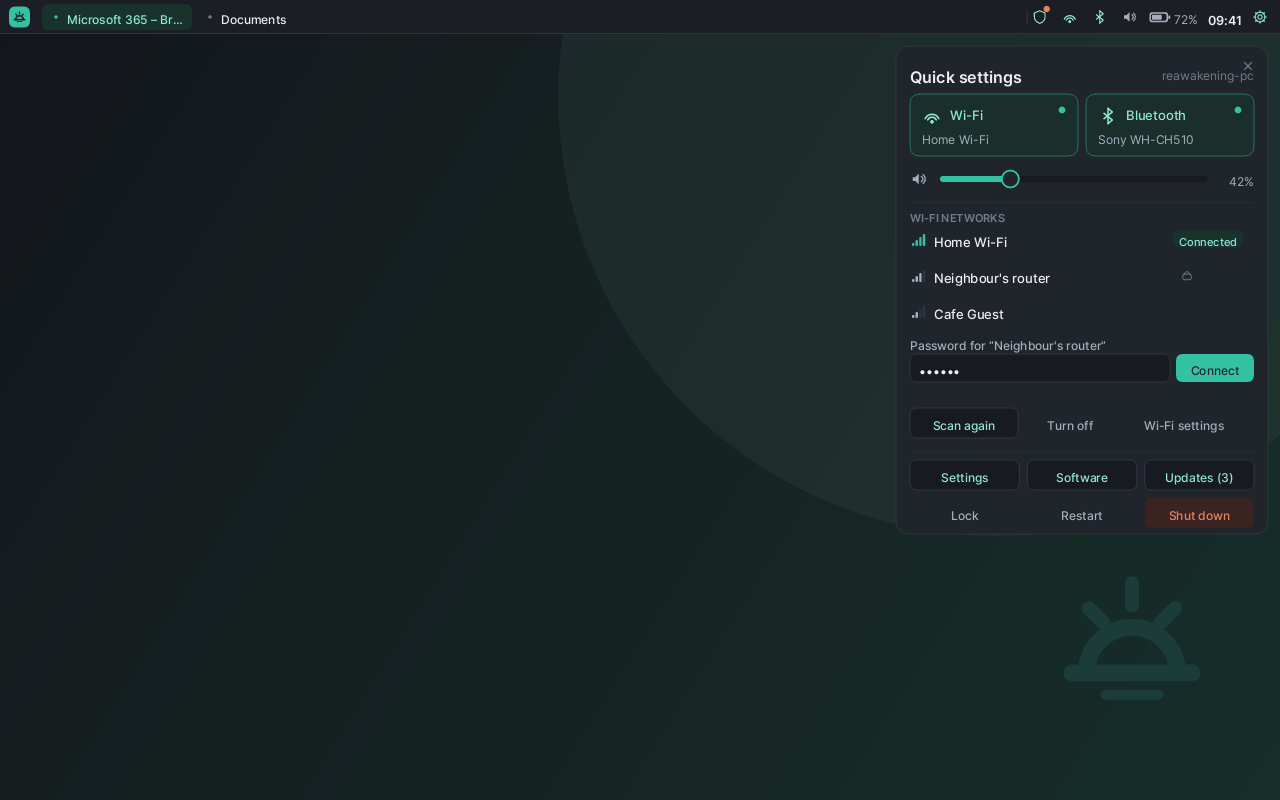 Microsoft 365 – Br...
Documents
72%
09:41
Quick settings
reawakening-pc
Wi-Fi
Home Wi-Fi
Bluetooth
Sony WH-CH510
42%
WI-FI NETWORKS
Home Wi-Fi
Connected
Neighbour's router
Cafe Guest
Password for “Neighbour's router”
••••••
Connect
Scan again
Turn off
Wi-Fi settings
Settings
Software
Updates (3)
Lock
Restart
Shut down